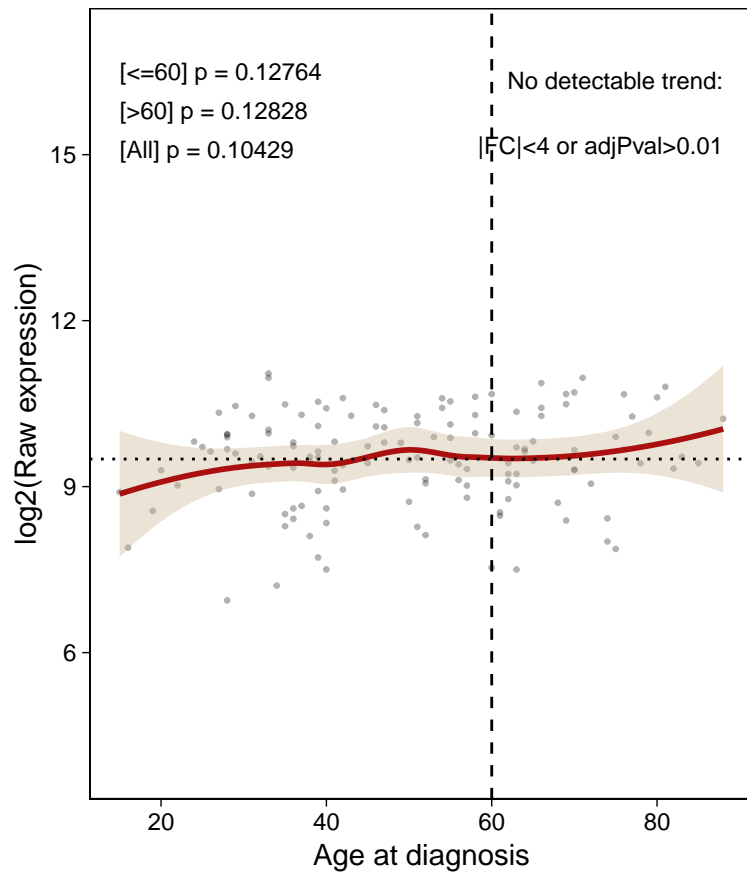 [<=60] p = 0.12764
[>60] p = 0.12828
[All] p = 0.10429
No detectable trend:
|FC|<4 or adjPval>0.01
log2(Raw expression)
15
12
9
6
20
40
60
80
Age at diagnosis